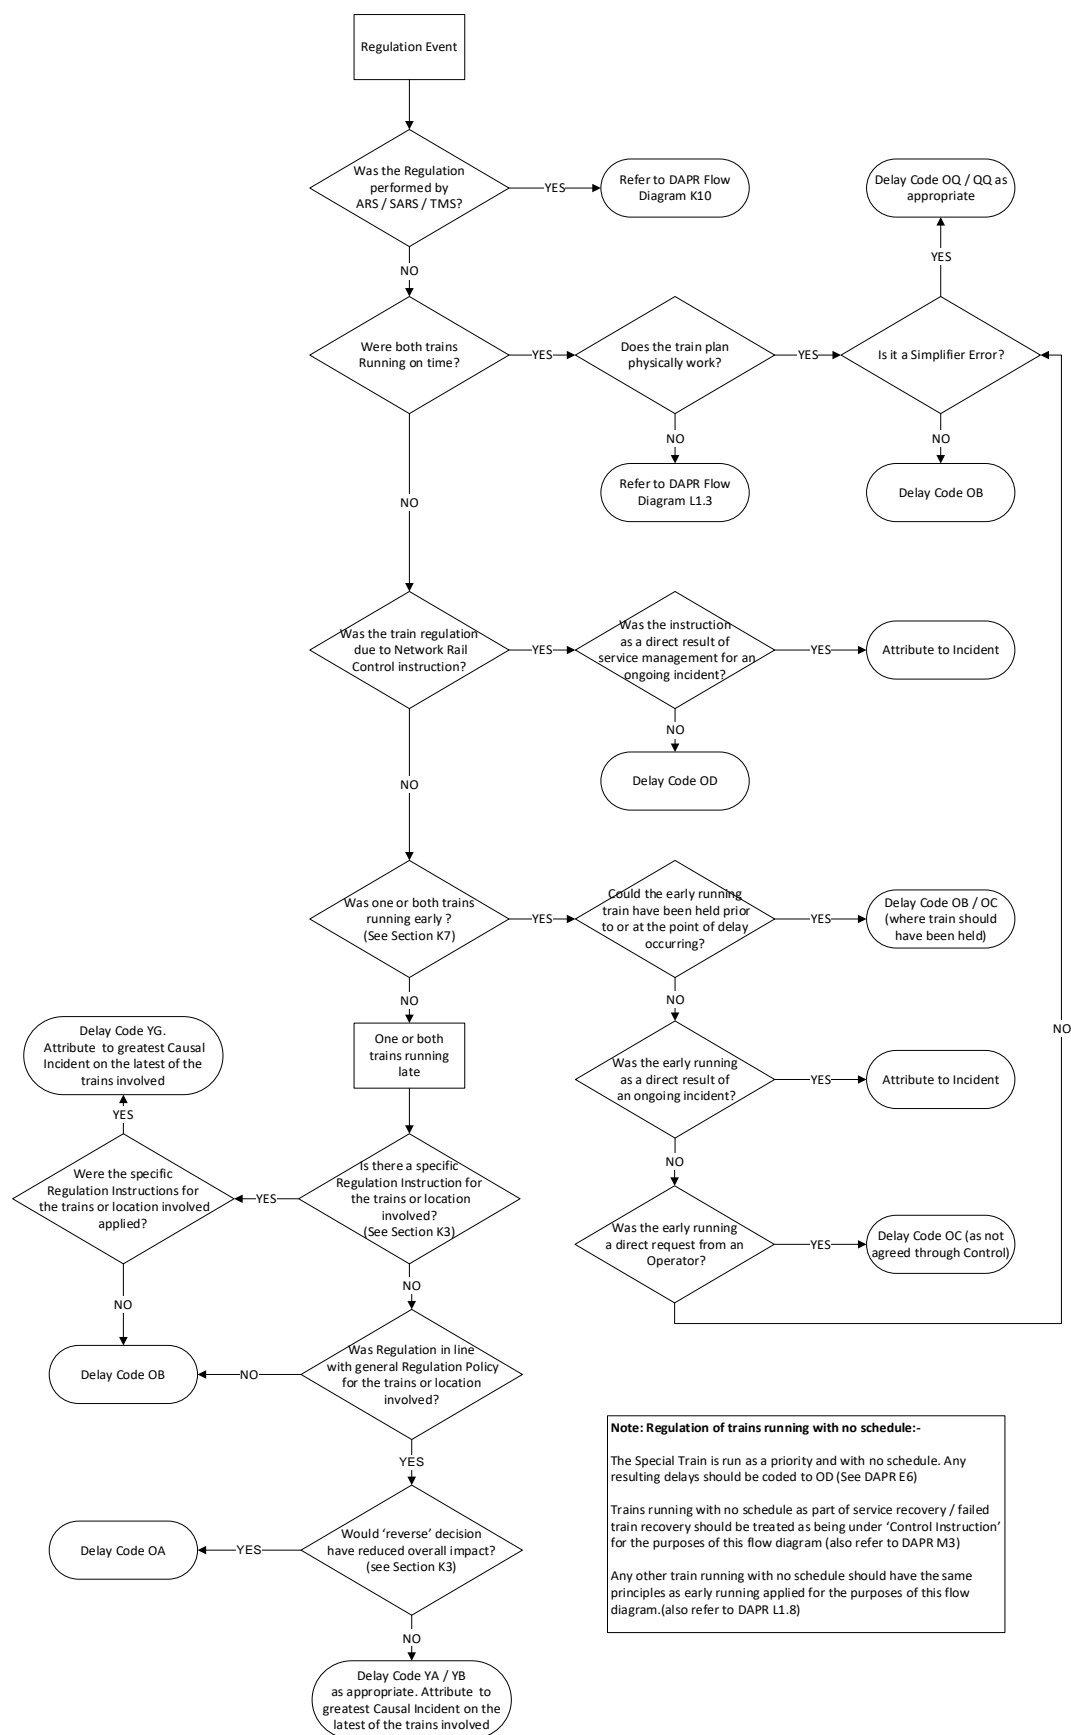 Regulation Event
Was the Regulation
performed by
ARS / SARS / TMS?
YES
Refer to DAPR Flow
Diagram K10
Delay Code OQ / QQ as
appropriate
YES
NO
Were both trains
Running on time?
YES
Does the train plan
physically work?
YES
Is it a Simplifier Error?
NO
Refer to DAPR Flow
Diagram L1.3
NO
Delay Code OB
NO
Was the train regulation
due to Network Rail
Control instruction?
YES
Was the instruction
as a direct result of
service management for an
ongoing incident?
YES
Attribute to Incident
NO
Delay Code OD
NO
Was one or both trains
running early ?
(See Section K7)
YES
Could the early running
train have been held prior
to or at the point of delay
occurring?
YES
Delay Code OB / OC
(where train should
have been held)
NO
NO
NO
One or both
trains running
late
Was the early running
as a direct result of
an ongoing incident?
YES
Attribute to Incident
Delay Code YG.
Attribute to greatest Causal
Incident on the latest of the
trains involved
YES
Were the specific
Regulation Instructions for
the trains or location involved
applied?
YES
Is there a specific
Regulation Instruction for
the trains or location
involved?
(See Section K3)
NO
Was the early running
a direct request from an
Operator?
YES
Delay Code OC (as not
agreed through Control)
NO
NO
Delay Code OB
NO
Was Regulation in line
with general Regulation Policy
for the trains or location
involved?
YES
Delay Code OA
YES
Would ‘reverse’ decision
have reduced overall impact?
(see Section K3)
NO
Delay Code YA / YB
as appropriate. Attribute to
greatest Causal Incident on the
latest of the trains involved
Note: Regulation of trains running with no schedule:-
The Special Train is run as a priority and with no schedule. Any
resulting delays should be coded to OD (See DAPR E6)
Trains running with no schedule as part of service recovery / failed
train recovery should be treated as being under ‘Control Instruction’
for the purposes of this flow diagram (also refer to DAPR M3)
Any other train running with no schedule should have the same
principles as early running applied for the purposes of this flow
diagram.(also refer to DAPR L1.8)